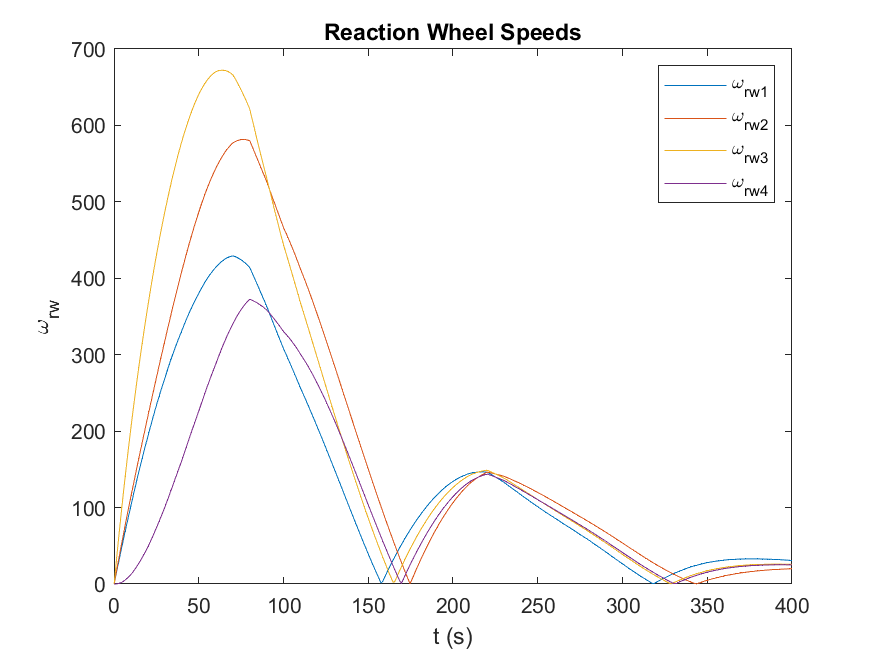 Reaction Wheel Speeds
700
600
500
400
300
200
100
0
ω_rw
ω_rw1
ω_rw2
ω_rw3
ω_rw4
0 50 100 150 200 250 300 350 400
t (s)